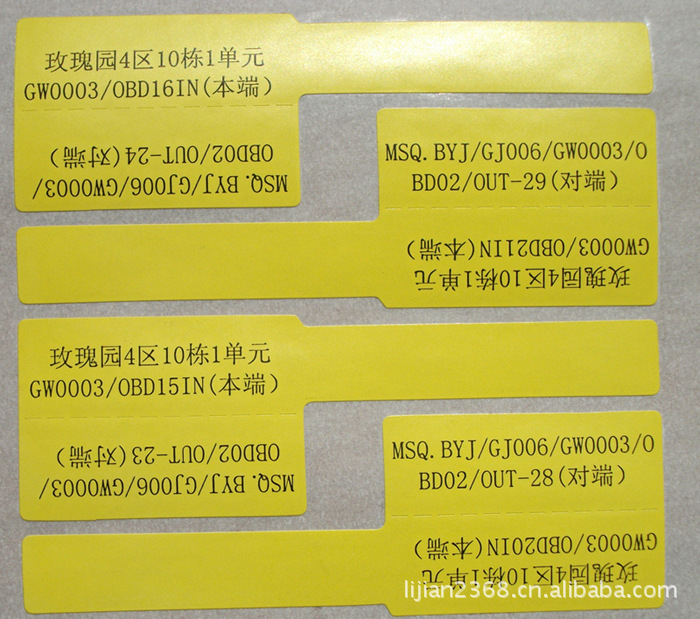 玫瑰园4区10栋1单元
GW0003/OBD16IN(本端)
MSQ.BYJ/GJ006/GW0003/
OBD02/OUT-24(对端)
MSQ.BYJ/GJ006/GW0003/O
BD02/OUT-29(对端)
玫瑰园4区10栋1单元
GW0003/OBD21IN(本端)
玫瑰园4区10栋1单元
GW0003/OBD15IN(本端)
MSQ.BYJ/GJ006/GW0003/
OBD02/OUT-23(对端)
MSQ.BYJ/GJ006/GW0003/O
BD02/OUT-28(对端)
玫瑰园4区10栋1单元
GW0003/OBD20IN(本端)
lijian2368.cn.alibaba.com